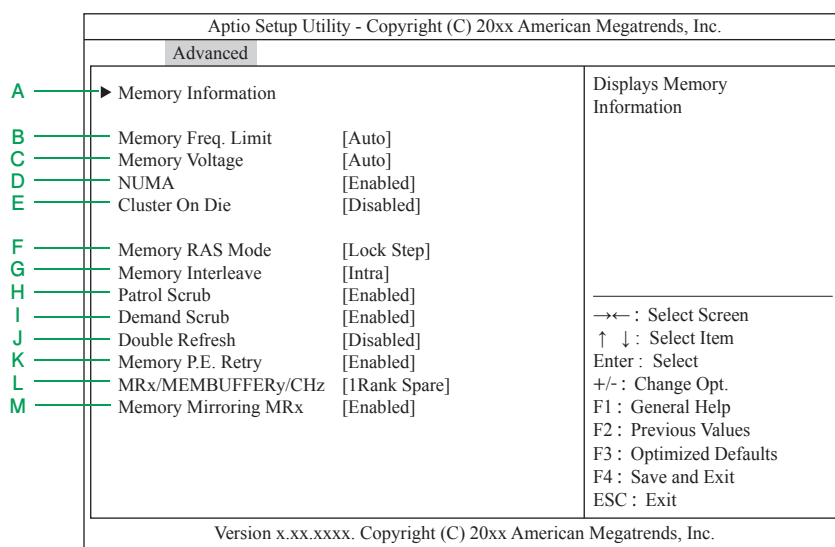 Aptio Setup Utility - Copyright (C) 20xx American Megatrends, Inc.
Advanced
A ▶ Memory Information
B Memory Freq. Limit [Auto]
C Memory Voltage [Auto]
D NUMA [Enabled]
E Cluster On Die [Disabled]
F Memory RAS Mode [Lock Step]
G Memory Interleave [Intra]
H Patrol Scrub [Enabled]
I Demand Scrub [Enabled]
J Double Refresh [Disabled]
K Memory P.E. Retry [Enabled]
L MRx/MEMBUFFERy/CHz [1Rank Spare]
M Memory Mirroring MRx [Enabled]
Displays Memory
Information
→←: Select Screen
↑ ↓: Select Item
Enter : Select
+/-: Change Opt.
F1: General Help
F2: Previous Values
F3: Optimized Defaults
F4: Save and Exit
ESC: Exit
Version x.xx.xxxx. Copyright (C) 20xx American Megatrends, Inc.